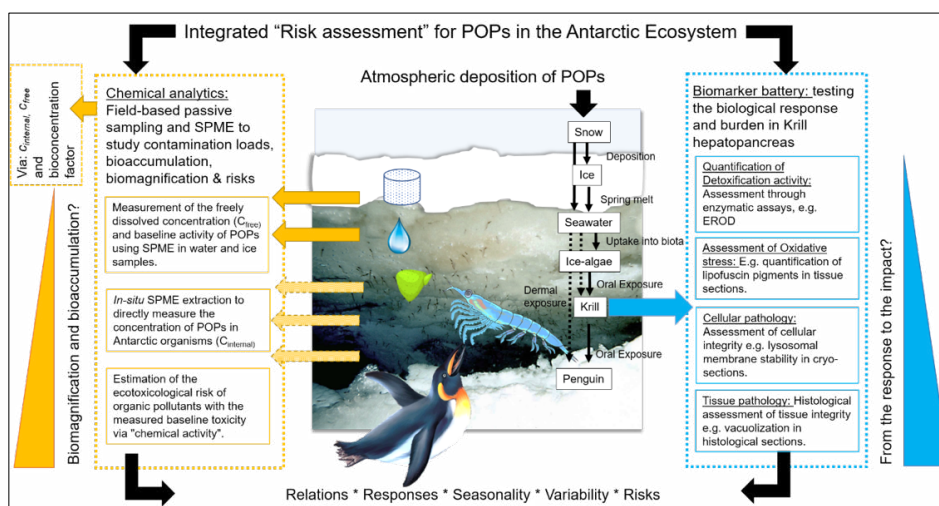 Integrated “Risk assessment” for POPs in the Antarctic Ecosystem
Via: Cinternal, Cfree
and
bioconcentration
factor
Biomagnification and bioaccumulation?
Chemical analytics:
Field-based passive
sampling and SPME to
study contamination loads,
bioaccumulation,
biomagnification & risks
Measurement of the freely
dissolved concentration (Cfree)
and baseline activity of POPs
using SPME in water and ice
samples.
In-situ SPME extraction to
directly measure the
concentration of POPs in
Antarctic organisms (Cinternal)
Estimation of the
ecotoxicological risk of
organic pollutants with the
measured baseline toxicity
via "chemical activity".
Atmospheric deposition of POPs
Snow
Deposition
Ice
Spring melt
Seawater
Uptake into biota
Ice-algae
Oral Exposure
Dermal
exposure
Krill
Oral Exposure
Penguin
Biomarker battery: testing
the biological response
and burden in Krill
hepatopancreas
Quantification of
Detoxification activity:
Assessment through
enzymatic assays, e.g.
EROD
Assessment of Oxidative
stress: E.g. quantification of
lipofuscin pigments in tissue
sections.
Cellular pathology:
Assessment of cellular
integrity e.g. lysosomal
membrane stability in cryo-
sections.
Tissue pathology: Histological
assessment of tissue integrity
e.g. vacuolization in
histological sections.
From the response to the impact?
Relations * Responses * Seasonality * Variability * Risks